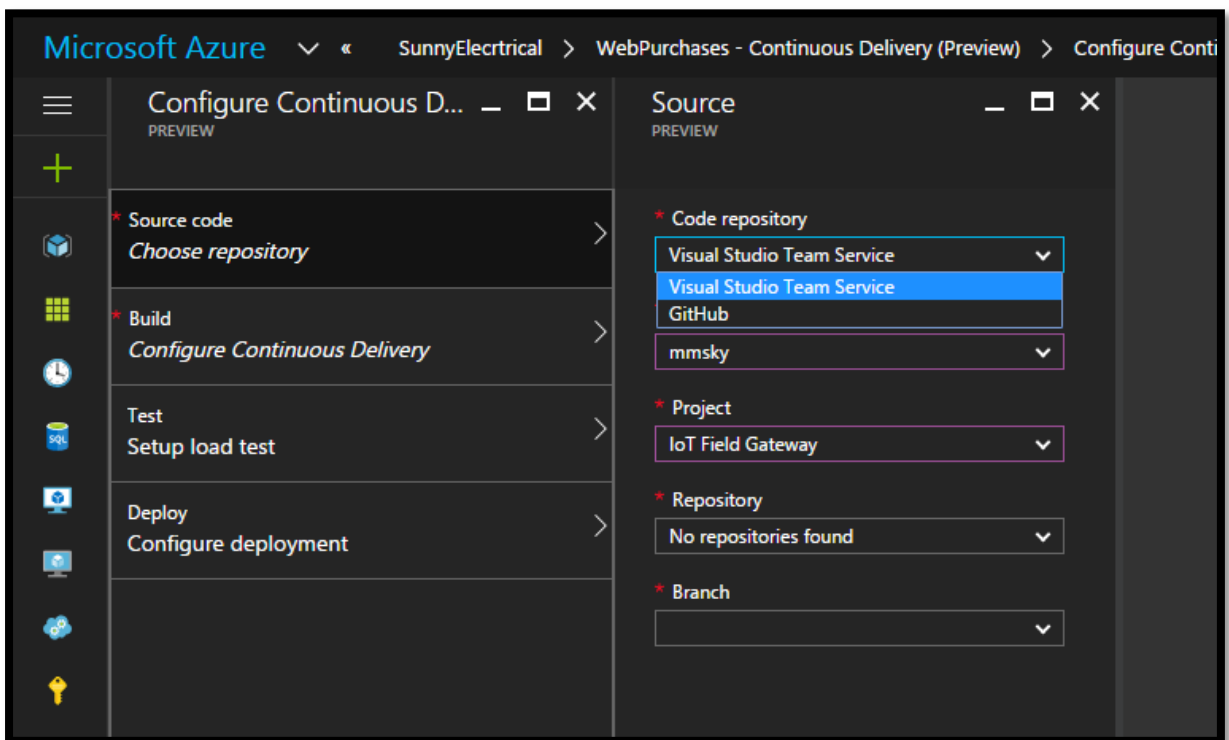 Microsoft Azure « SunnyElecrtrical > WebPurchases - Continuous Delivery (Preview) > Configure Conti
Configure Continuous D...
PREVIEW
* Source code
Choose repository
* Build
Configure Continuous Delivery
Test
Setup load test
Deploy
Configure deployment
Source
PREVIEW
* Code repository
Visual Studio Team Service
Visual Studio Team Service
GitHub
mmsky
* Project
IoT Field Gateway
* Repository
No repositories found
* Branch
SQL